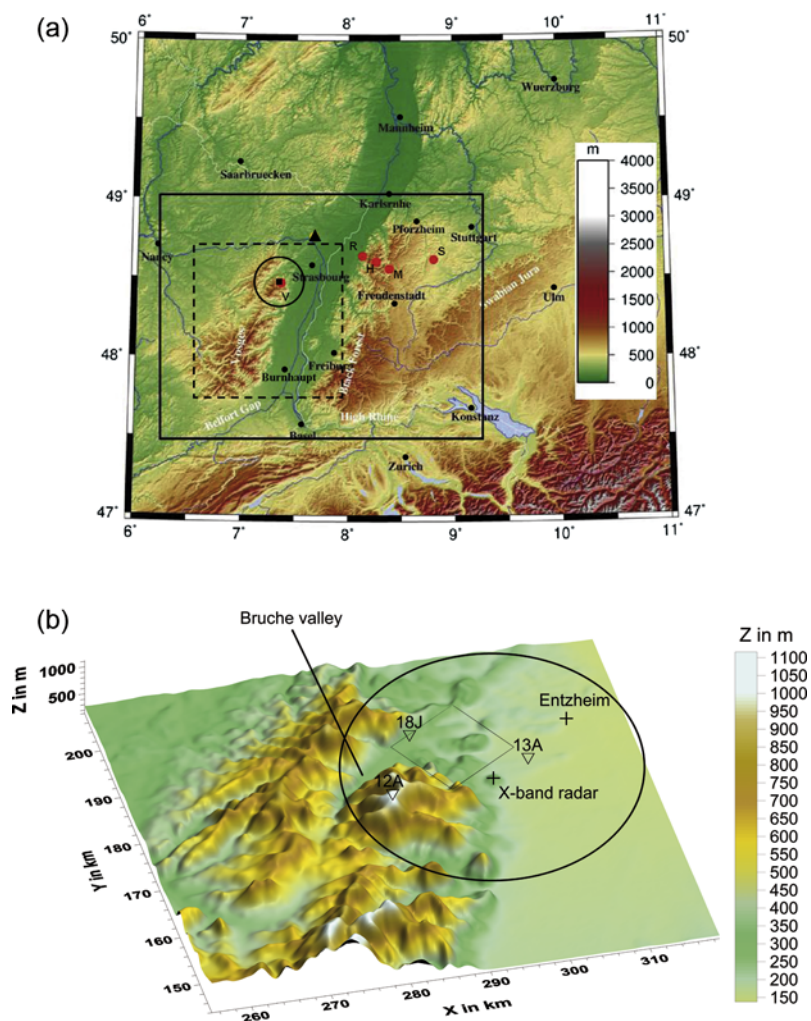 (a)
6° 7° 8° 9° 10° 11°
50° 50°
Wuerzburg
Mannheim
m
4000
3500
3000
2500
2000
1500
1000
500
0
Saarbruecken
49° 49°
Karlsruhe
Pforzheim
Nancy
Stuttgart
R
S
H
M
Strasbourg
V
Freudenstadt
Swabian Jura
Ulm
Vosges
48° 48°
Freiburg
Black Forest
Burnhaupt
Belfort Gap
High Rhine
Konstanz
Basel
Zurich
47° 47°
6° 7° 8° 9° 10° 11°
(b)
Bruche valley
Z in m
1000
500
Z in m
1100
1050
1000
950
900
850
800
750
700
650
600
550
500
450
400
350
300
250
200
150
Entzheim
18J
13A
12A
X-band radar
Y in km
200
190
180
170
160
150
260 270 280 290 300 310
X in km